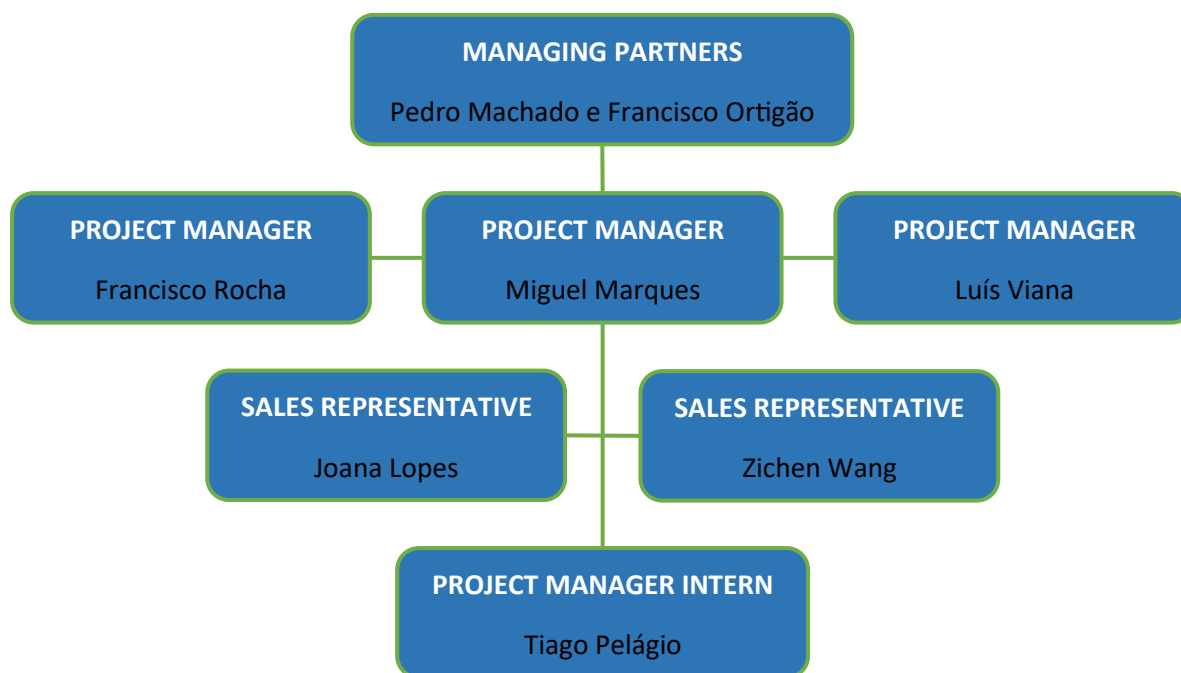 MANAGING PARTNERS
Pedro Machado e Francisco Ortigão
PROJECT MANAGER
Francisco Rocha
PROJECT MANAGER
Miguel Marques
PROJECT MANAGER
Luís Viana
SALES REPRESENTATIVE
Joana Lopes
SALES REPRESENTATIVE
Zichen Wang
PROJECT MANAGER INTERN
Tiago Pelágio